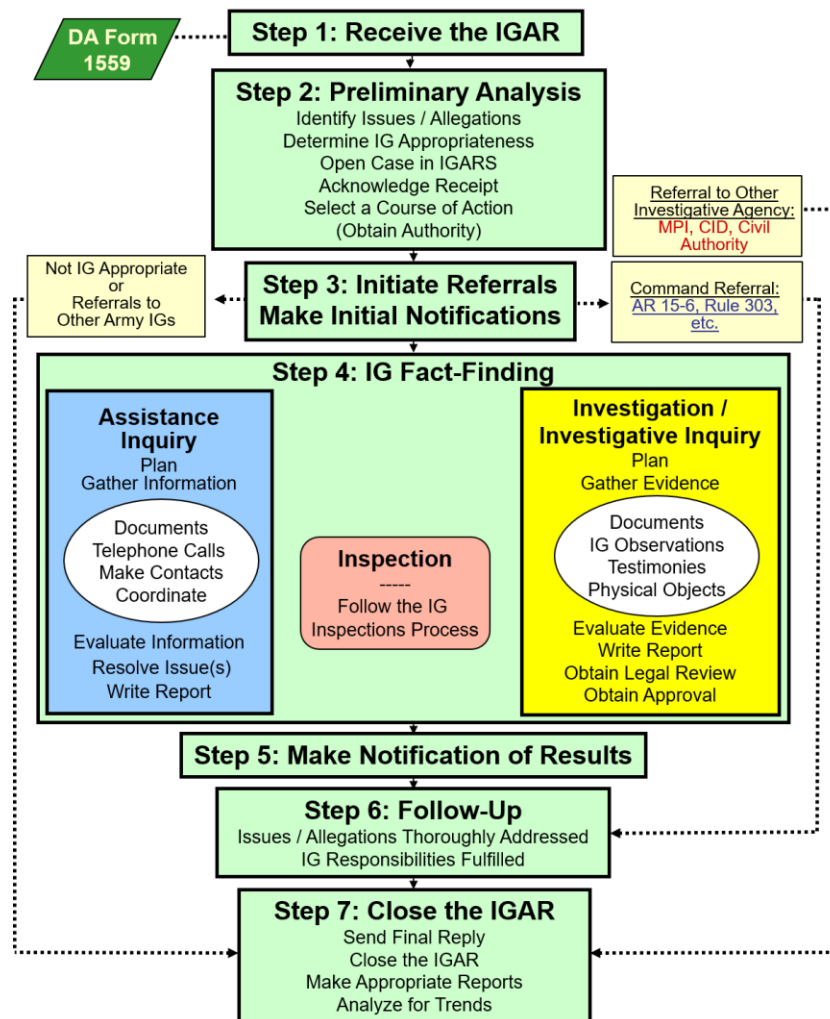 DA Form
1559
Step 1: Receive the IGAR
Step 2: Preliminary Analysis
Identify Issues / Allegations
Determine IG Appropriateness
Open Case in IGARS
Acknowledge Receipt
Select a Course of Action
(Obtain Authority)
Referral to Other
Investigative Agency:
MPI, CID, Civil
Authority
Not IG Appropriate
or
Referrals to
Other Army IGs
Step 3: Initiate Referrals
Make Initial Notifications
Command Referral:
AR 15-6, Rule 303,
etc.
Step 4: IG Fact-Finding
Assistance
Inquiry
Plan
Gather Information
Documents
Telephone Calls
Make Contacts
Coordinate
Evaluate Information
Resolve Issue(s)
Write Report
Inspection
-----
Follow the IG
Inspections Process
Investigation /
Investigative Inquiry
Plan
Gather Evidence
Documents
IG Observations
Testimonies
Physical Objects
Evaluate Evidence
Write Report
Obtain Legal Review
Obtain Approval
Step 5: Make Notification of Results
Step 6: Follow-Up
Issues / Allegations Thoroughly Addressed
IG Responsibilities Fulfilled
Step 7: Close the IGAR
Send Final Reply
Close the IGAR
Make Appropriate Reports
Analyze for Trends